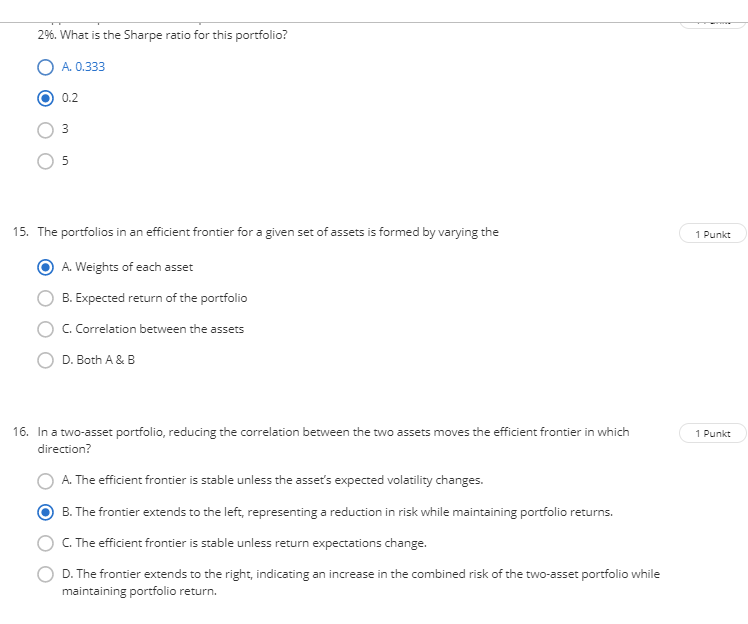 2%. What is the Sharpe ratio for this portfolio?
A. 0.333
0.2
3
5
15. The portfolios in an efficient frontier for a given set of assets is formed by varying the
1 Punkt
A. Weights of each asset
B. Expected return of the portfolio
C. Correlation between the assets
D. Both A & B
16. In a two-asset portfolio, reducing the correlation between the two assets moves the efficient frontier in which
1 Punkt
direction?
A. The efficient frontier is stable unless the asset's expected volatility changes.
B. The frontier extends to the left, representing a reduction in risk while maintaining portfolio returns.
C. The efficient frontier is stable unless return expectations change.
D. The frontier extends to the right, indicating an increase in the combined risk of the two-asset portfolio while
maintaining portfolio return.